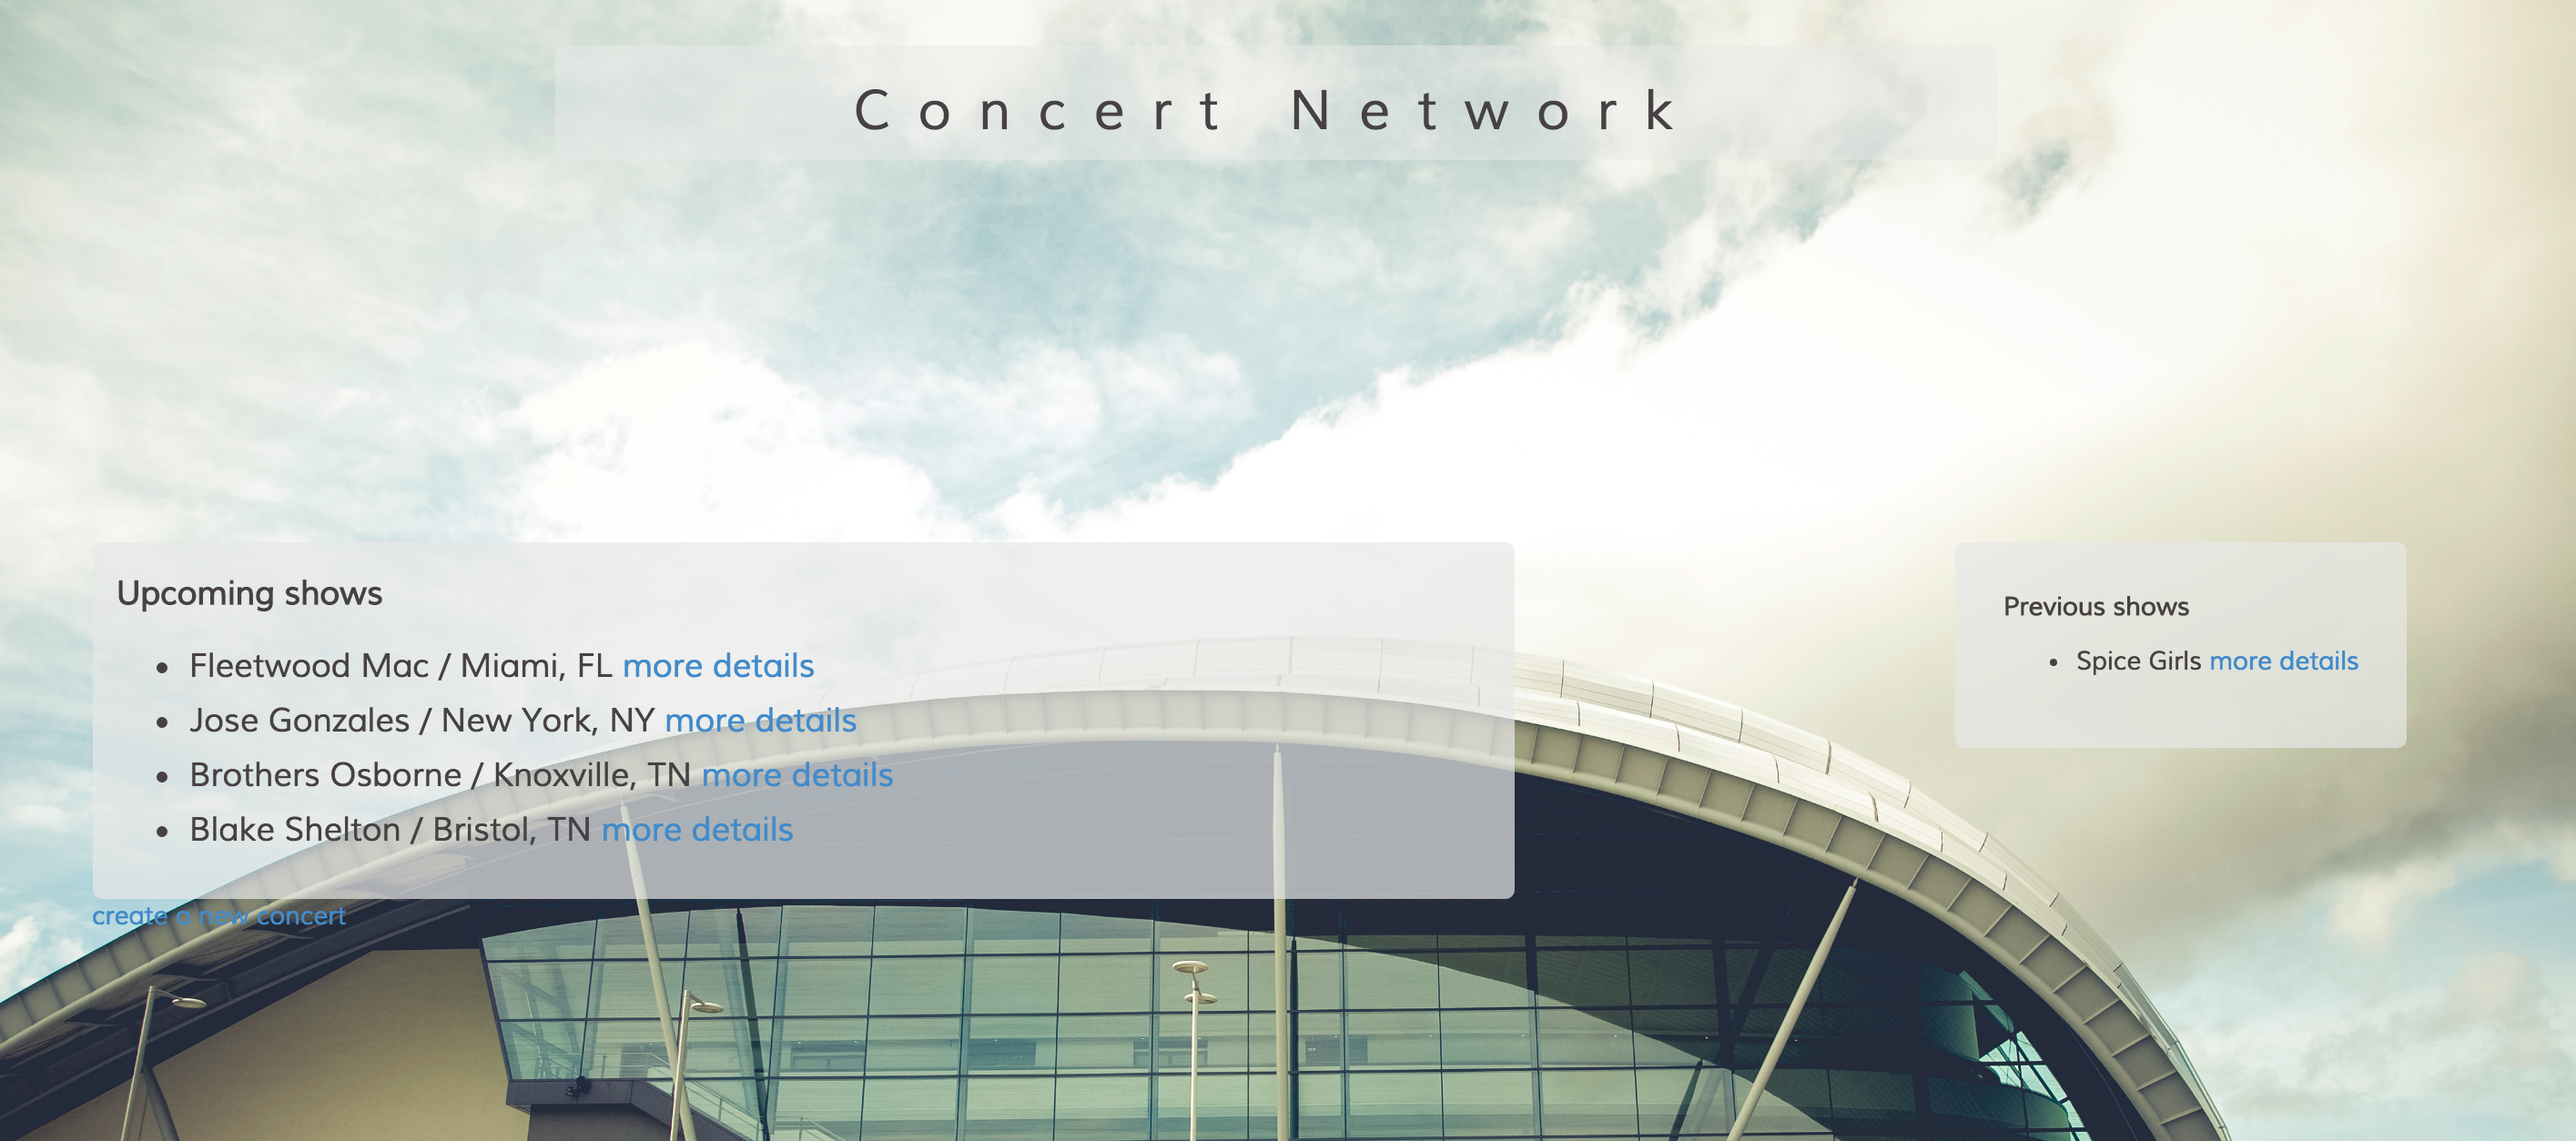 Concert Network
Upcoming shows
Fleetwood Mac / Miami, FL more details
Jose Gonzales / New York, NY more details
Brothers Osborne / Knoxville, TN more details
Blake Shelton / Bristol, TN more details
create a new concert
Previous shows
Spice Girls more details